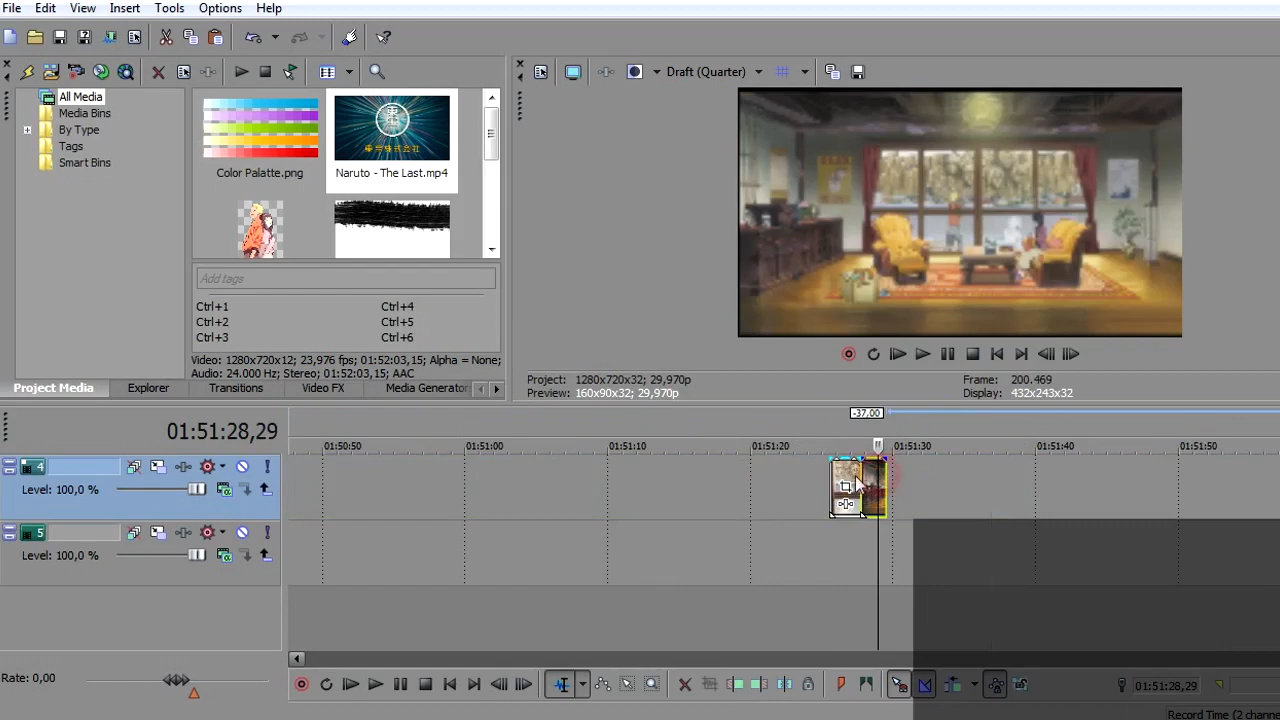 File Edit View Insert Tools Options Help
Draft (Quarter)
All Media
Media Bins
By Type
Tags
Smart Bins
Color Palatte.png
Naruto - The Last.mp4
Add tags
Ctrl+1 Ctrl+4
Ctrl+2 Ctrl+5
Ctrl+3 Ctrl+6
Video: 1280x720x12; 23,976 fps; 01:52:03,15; Alpha = None;
Audio: 24.000 Hz; Stereo; 01:52:03,15; AAC
Project Media Explorer Transitions Video FX Media Generator
Project: 1280x720x32; 29,970p
Preview: 160x90x32; 29,970p
Frame: 200.469
Display: 432x243x32
01:51:28,29
-37.00
01:50:50 01:51:00 01:51:10 01:51:20 01:51:30 01:51:40 01:51:50
4
Level: 100,0 %
5
Level: 100,0 %
Rate: 0,00
01:51:28,29
Record Time (2 channe